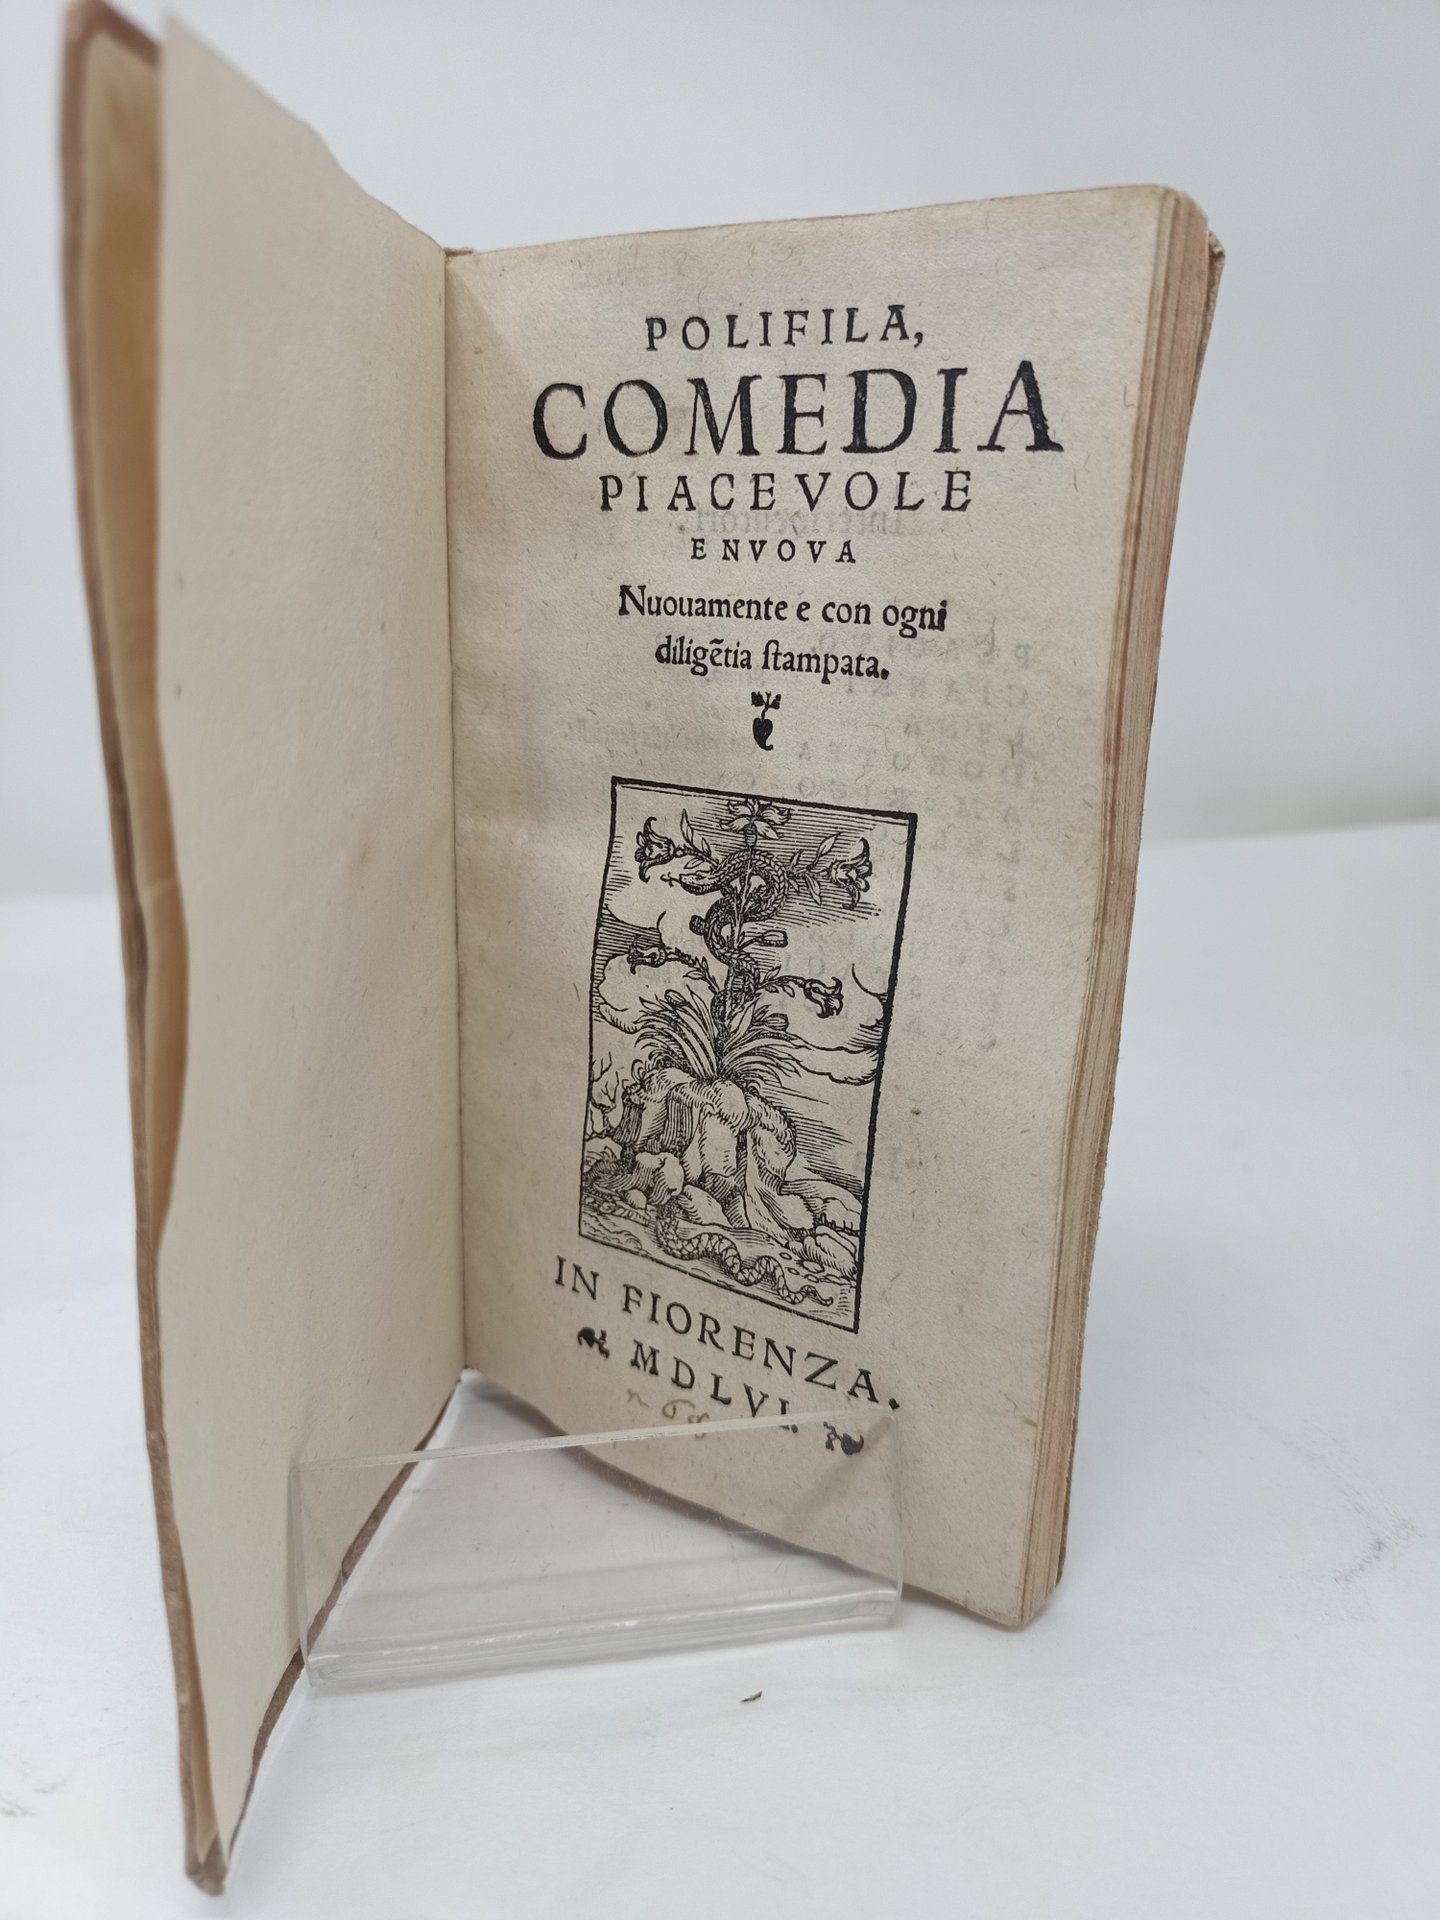 POLIFILA,
COMEDIA
PIACEVOLE
ENVOVA
Nuouamente e con ogni
diligẽtia ſtampata.
IN FIORENZA.
MDLVI.